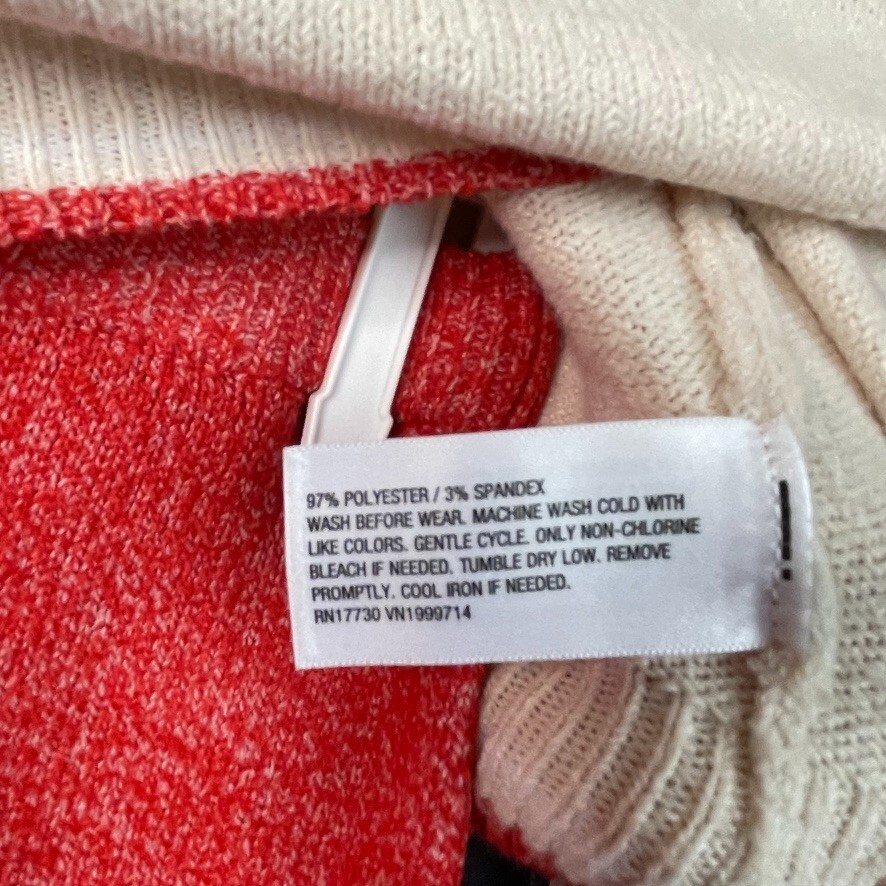 97% POLYESTER / 3% SPANDEX
WASH BEFORE WEAR. MACHINE WASH COLD WITH
LIKE COLORS. GENTLE CYCLE. ONLY NON-CHLORINE
BLEACH IF NEEDED. TUMBLE DRY LOW. REMOVE
PROMPTLY. COOL IRON IF NEEDED.
RN17730 VN1999714